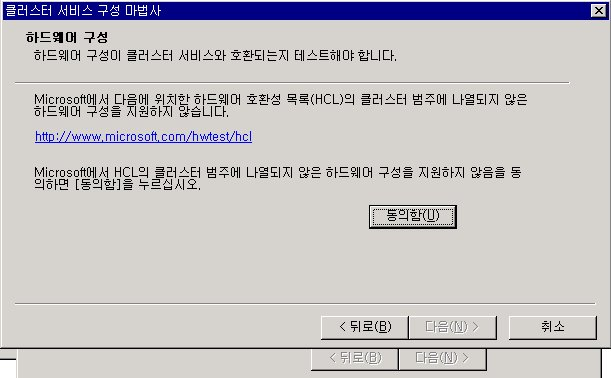 클러스터 서비스 구성 마법사
하드웨어 구성
하드웨어 구성이 클러스터 서비스와 호환되는지 테스트해야 합니다.
Microsoft에서 다음에 위치한 하드웨어 호환성 목록(HCL)의 클러스터 범주에 나열되지 않은
하드웨어 구성을 지원하지 않습니다.
http://www.microsoft.com/hwtest/hcl
Microsoft에서 HCL의 클러스터 범주에 나열되지 않은 하드웨어 구성을 지원하지 않음을 동
의하면 [동의함]을 누르십시오.
동의함(U)
< 뒤로(B) 다음(N) > 취소
< 뒤로(B) 다음(N) >